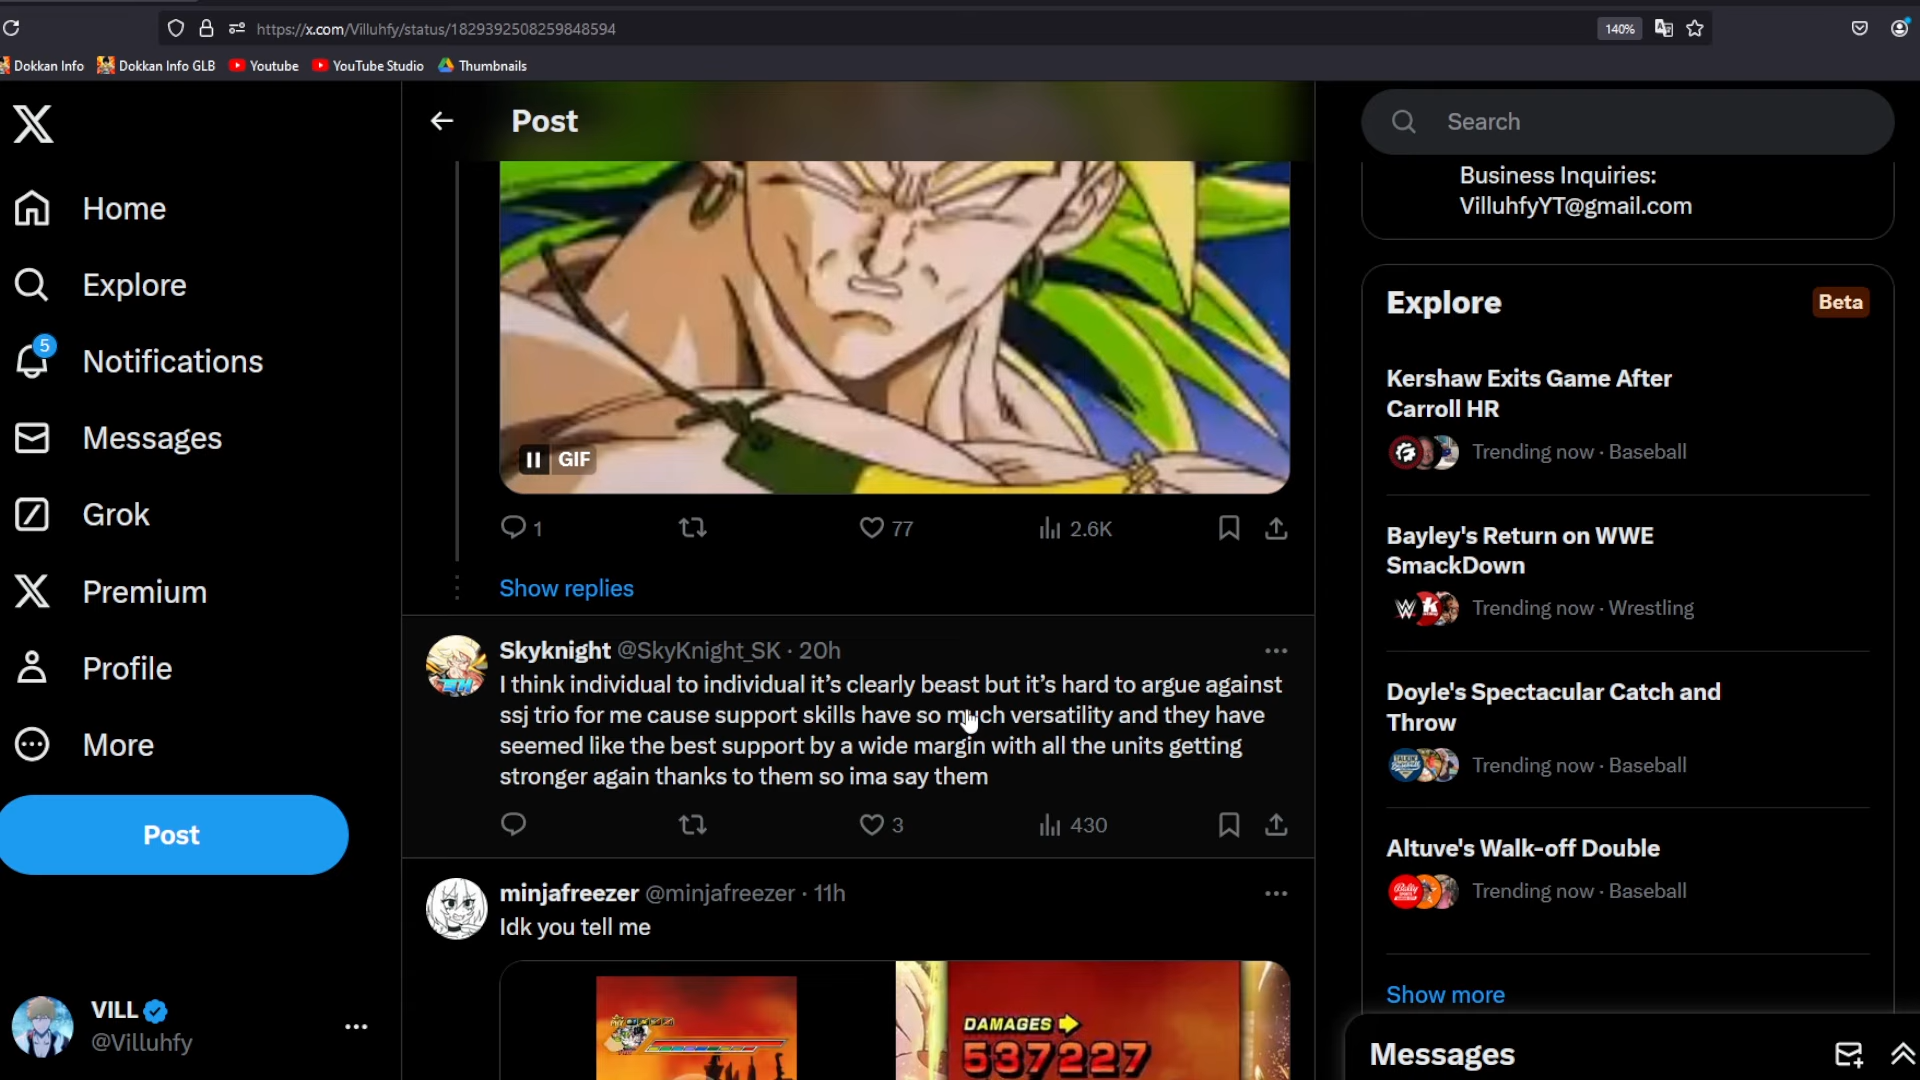 https://x.com/Villuhfy/status/1829392508259848594
140%
Dokkan Info
Dokkan Info GLB
Youtube
YouTube Studio
Thumbnails
Home
Explore
5
Notifications
Messages
Grok
Premium
Profile
More
Post
VILL
@Villuhfy
Post
GIF
1
77
2.6K
Show replies
Skyknight @SkyKnight_SK · 20h
I think individual to individual it’s clearly beast but it’s hard to argue against
ssj trio for me cause support skills have so much versatility and they have
seemed like the best support by a wide margin with all the units getting
stronger again thanks to them so ima say them
3
430
minjafreezer @minjafreezer · 11h
Idk you tell me
DAMAGES
537227
Search
Business Inquiries:
VilluhfyYT@gmail.com
Explore
Beta
Kershaw Exits Game After
Carroll HR
Trending now · Baseball
Bayley's Return on WWE
SmackDown
Trending now · Wrestling
Doyle's Spectacular Catch and
Throw
Trending now · Baseball
Altuve's Walk-off Double
Trending now · Baseball
Show more
Messages